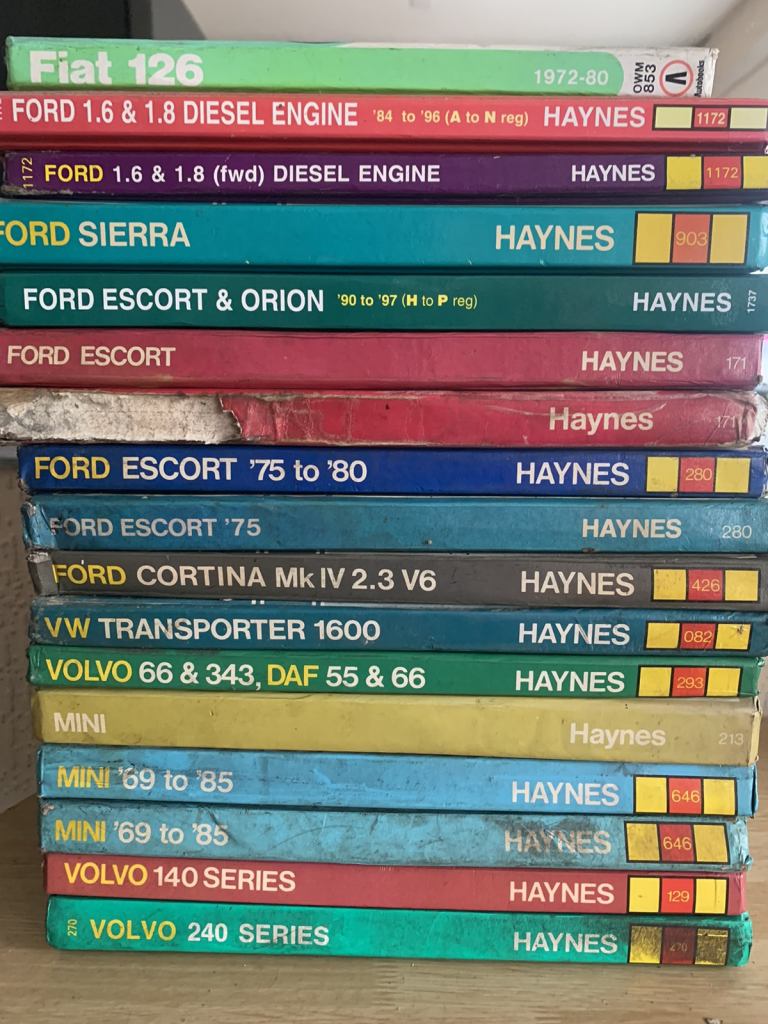 Fiat 126 1972-80 OWM 853 V Autobooks
FORD 1.6 & 1.8 DIESEL ENGINE '84 to '96 (A to N reg) HAYNES 1172
1172 FORD 1.6 & 1.8 (fwd) DIESEL ENGINE HAYNES 1172
FORD SIERRA HAYNES 903
FORD ESCORT & ORION '90 to '97 (H to P reg) HAYNES 1737
FORD ESCORT HAYNES 171
Haynes 171
FORD ESCORT '75 to '80 HAYNES 280
FORD ESCORT '75 HAYNES 280
FORD CORTINA Mk IV 2.3 V6 HAYNES 426
VW TRANSPORTER 1600 HAYNES 082
VOLVO 66 & 343, DAF 55 & 66 HAYNES 293
MINI Haynes 213
MINI '69 to '85 HAYNES 646
MINI '69 to '85 HAYNES 646
VOLVO 140 SERIES HAYNES 129
270 VOLVO 240 SERIES HAYNES 270